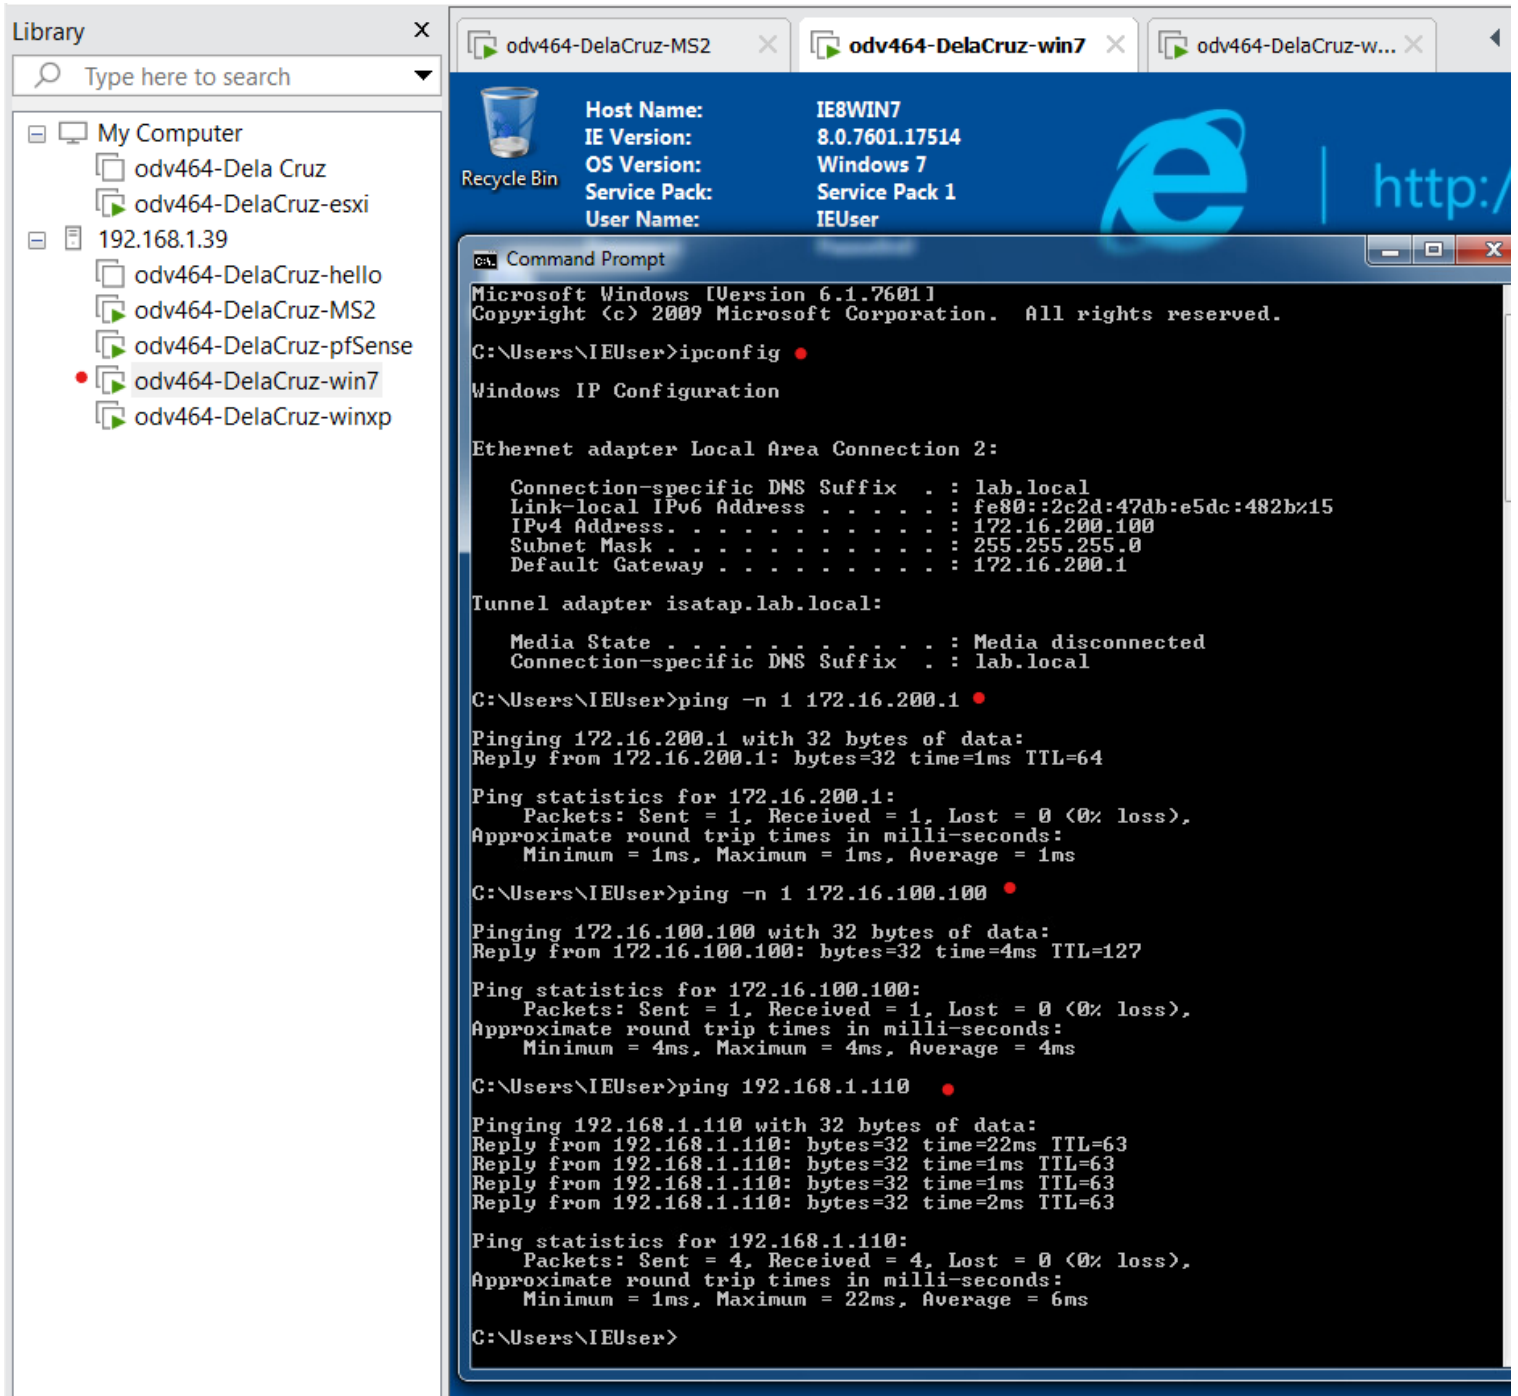 Library x
Type here to search
My Computer
odv464-Dela Cruz
odv464-DelaCruz-esxi
192.168.1.39
odv464-DelaCruz-hello
odv464-DelaCruz-MS2
odv464-DelaCruz-pfSense
odv464-DelaCruz-win7
odv464-DelaCruz-winxp
odv464-DelaCruz-MS2
odv464-DelaCruz-win7
odv464-DelaCruz-w...
Recycle Bin
Host Name: IE8WIN7
IE Version: 8.0.7601.17514
OS Version: Windows 7
Service Pack: Service Pack 1
User Name: IEUser
http:/
Command Prompt
Microsoft Windows [Version 6.1.7601]
Copyright (c) 2009 Microsoft Corporation. All rights reserved.
C:\Users\IEUser>ipconfig
Windows IP Configuration
Ethernet adapter Local Area Connection 2:
Connection-specific DNS Suffix . : lab.local
Link-local IPv6 Address . . . . . : fe80::2c2d:47db:e5dc:482b%15
IPv4 Address. . . . . . . . . . . : 172.16.200.100
Subnet Mask . . . . . . . . . . . : 255.255.255.0
Default Gateway . . . . . . . . . : 172.16.200.1
Tunnel adapter isatap.lab.local:
Media State . . . . . . . . . . . : Media disconnected
Connection-specific DNS Suffix . : lab.local
C:\Users\IEUser>ping -n 1 172.16.200.1
Pinging 172.16.200.1 with 32 bytes of data:
Reply from 172.16.200.1: bytes=32 time=1ms TTL=64
Ping statistics for 172.16.200.1:
Packets: Sent = 1, Received = 1, Lost = 0 (0% loss),
Approximate round trip times in milli-seconds:
Minimum = 1ms, Maximum = 1ms, Average = 1ms
C:\Users\IEUser>ping -n 1 172.16.100.100
Pinging 172.16.100.100 with 32 bytes of data:
Reply from 172.16.100.100: bytes=32 time=4ms TTL=127
Ping statistics for 172.16.100.100:
Packets: Sent = 1, Received = 1, Lost = 0 (0% loss),
Approximate round trip times in milli-seconds:
Minimum = 4ms, Maximum = 4ms, Average = 4ms
C:\Users\IEUser>ping 192.168.1.110
Pinging 192.168.1.110 with 32 bytes of data:
Reply from 192.168.1.110: bytes=32 time=22ms TTL=63
Reply from 192.168.1.110: bytes=32 time=1ms TTL=63
Reply from 192.168.1.110: bytes=32 time=1ms TTL=63
Reply from 192.168.1.110: bytes=32 time=2ms TTL=63
Ping statistics for 192.168.1.110:
Packets: Sent = 4, Received = 4, Lost = 0 (0% loss),
Approximate round trip times in milli-seconds:
Minimum = 1ms, Maximum = 22ms, Average = 6ms
C:\Users\IEUser>